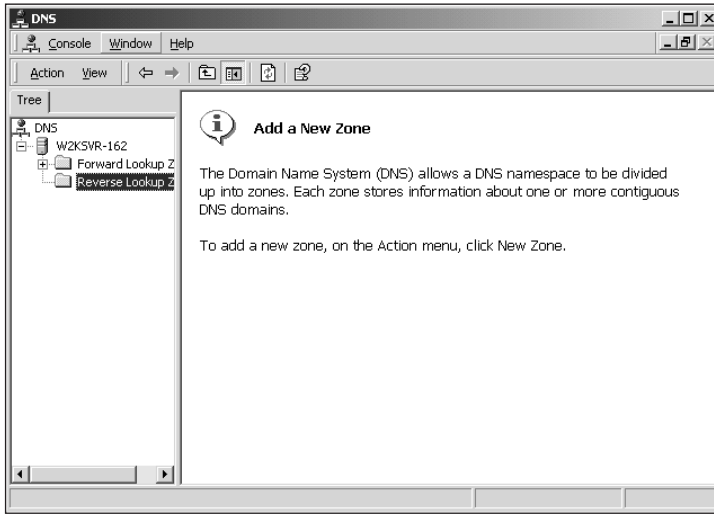 DNS
Console Window Help
Action View
Tree
DNS
W2KSVR-162
Forward Lookup Z
Reverse Lookup Z
Add a New Zone
The Domain Name System (DNS) allows a DNS namespace to be divided
up into zones. Each zone stores information about one or more contiguous
DNS domains.
To add a new zone, on the Action menu, click New Zone.